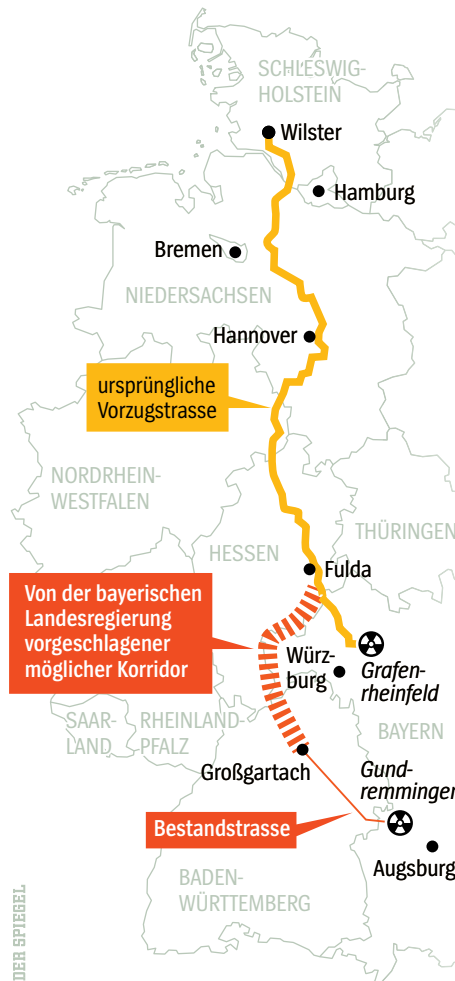 SCHLESWIG-
HOLSTEIN
Wilster
Hamburg
Bremen
NIEDERSACHSEN
Hannover
ursprüngliche
Vorzugstrasse
NORDRHEIN-
WESTFALEN
THÜRINGEN
HESSEN
Fulda
Von der bayerischen
Landesregierung
vorgeschlagener
möglicher Korridor
Würz-
burg
Grafen-
rheinfeld
SAAR-
LAND
RHEINLAND-
PFALZ
BAYERN
Großgartach
Gund-
remmingen
Bestandstrasse
Augsburg
BADEN-
WÜRTTEMBERG
DER SPIEGEL